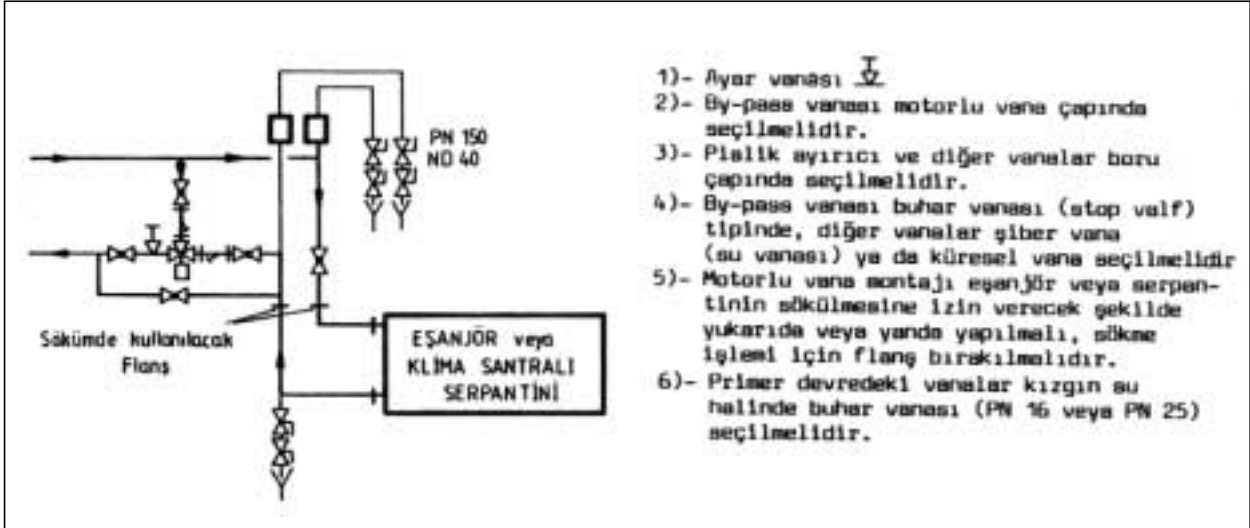 PN 150
NO 40
Sökümde kullanılacak
Flanş
EŞANJÖR veya
KLİMA SANTRALI
SERPANTİNİ
1)- Ayar vanası
2)- By-pass vanası motorlu vana çapında
seçilmelidir.
3)- Pislik ayırıcı ve diğer vanalar boru
çapında seçilmelidir.
4)- By-pass vanası buhar vanası (stop valf)
tipinde, diğer vanalar şiber vana
(su vanası) ya da küresel vana seçilmelidir
5)- Motorlu vana montajı eşanjör veya serpan-
tinin sökülmesine izin verecek şekilde
yukarıda veya yanda yapılmalı, sökme
işlemi için flanş bırakılmalıdır.
6)- Primer devredeki vanalar kızgın su
halinde buhar vanası (PN 16 veya PN 25)
seçilmelidir.